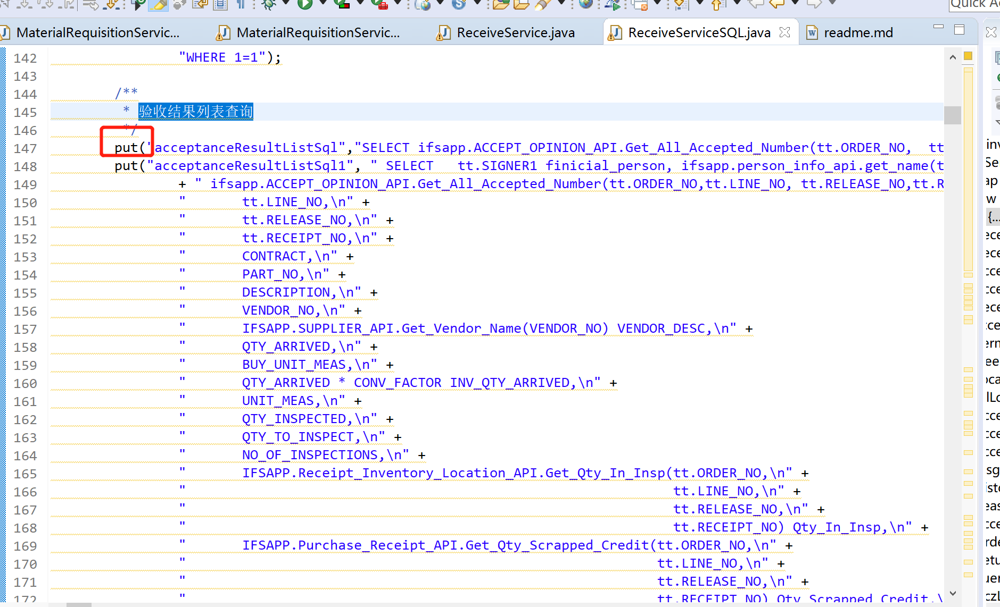 Quick Ac
MaterialRequisitionServic... MaterialRequisitionServic... ReceiveService.java ReceiveServiceSQL.java readme.md
142 "WHERE 1=1");
143
144 /**
145 * 验收结果列表查询
146 */
147 put("acceptanceResultListSql","SELECT ifsapp.ACCEPT_OPINION_API.Get_All_Accepted_Number(tt.ORDER_NO, tt
148 put("acceptanceResultListSql1", " SELECT tt.SIGNER1 finicial_person, ifsapp.person_info_api.get_name(t
149 + " ifsapp.ACCEPT_OPINION_API.Get_All_Accepted_Number(tt.ORDER_NO,tt.LINE_NO, tt.RELEASE_NO,tt.R
150 " tt.LINE_NO,\n" +
151 " tt.RELEASE_NO,\n" +
152 " tt.RECEIPT_NO,\n" +
153 " CONTRACT,\n" +
154 " PART_NO,\n" +
155 " DESCRIPTION,\n" +
156 " VENDOR_NO,\n" +
157 " IFSAPP.SUPPLIER_API.Get_Vendor_Name(VENDOR_NO) VENDOR_DESC,\n" +
158 " QTY_ARRIVED,\n" +
159 " BUY_UNIT_MEAS,\n" +
160 " QTY_ARRIVED * CONV_FACTOR INV_QTY_ARRIVED,\n" +
161 " UNIT_MEAS,\n" +
162 " QTY_INSPECTED,\n" +
163 " QTY_TO_INSPECT,\n" +
164 " NO_OF_INSPECTIONS,\n" +
165 " IFSAPP.Receipt_Inventory_Location_API.Get_Qty_In_Insp(tt.ORDER_NO,\n" +
166 " tt.LINE_NO,\n" +
167 " tt.RELEASE_NO,\n" +
168 " tt.RECEIPT_NO) Qty_In_Insp,\n" +
169 " IFSAPP.Purchase_Receipt_API.Get_Qty_Scrapped_Credit(tt.ORDER_NO,\n" +
170 " tt.LINE_NO,\n" +
171 " tt.RELEASE_NO,\n" +
172 " tt.RECEIPT_NO) Qty_Scrapped_Credit,\